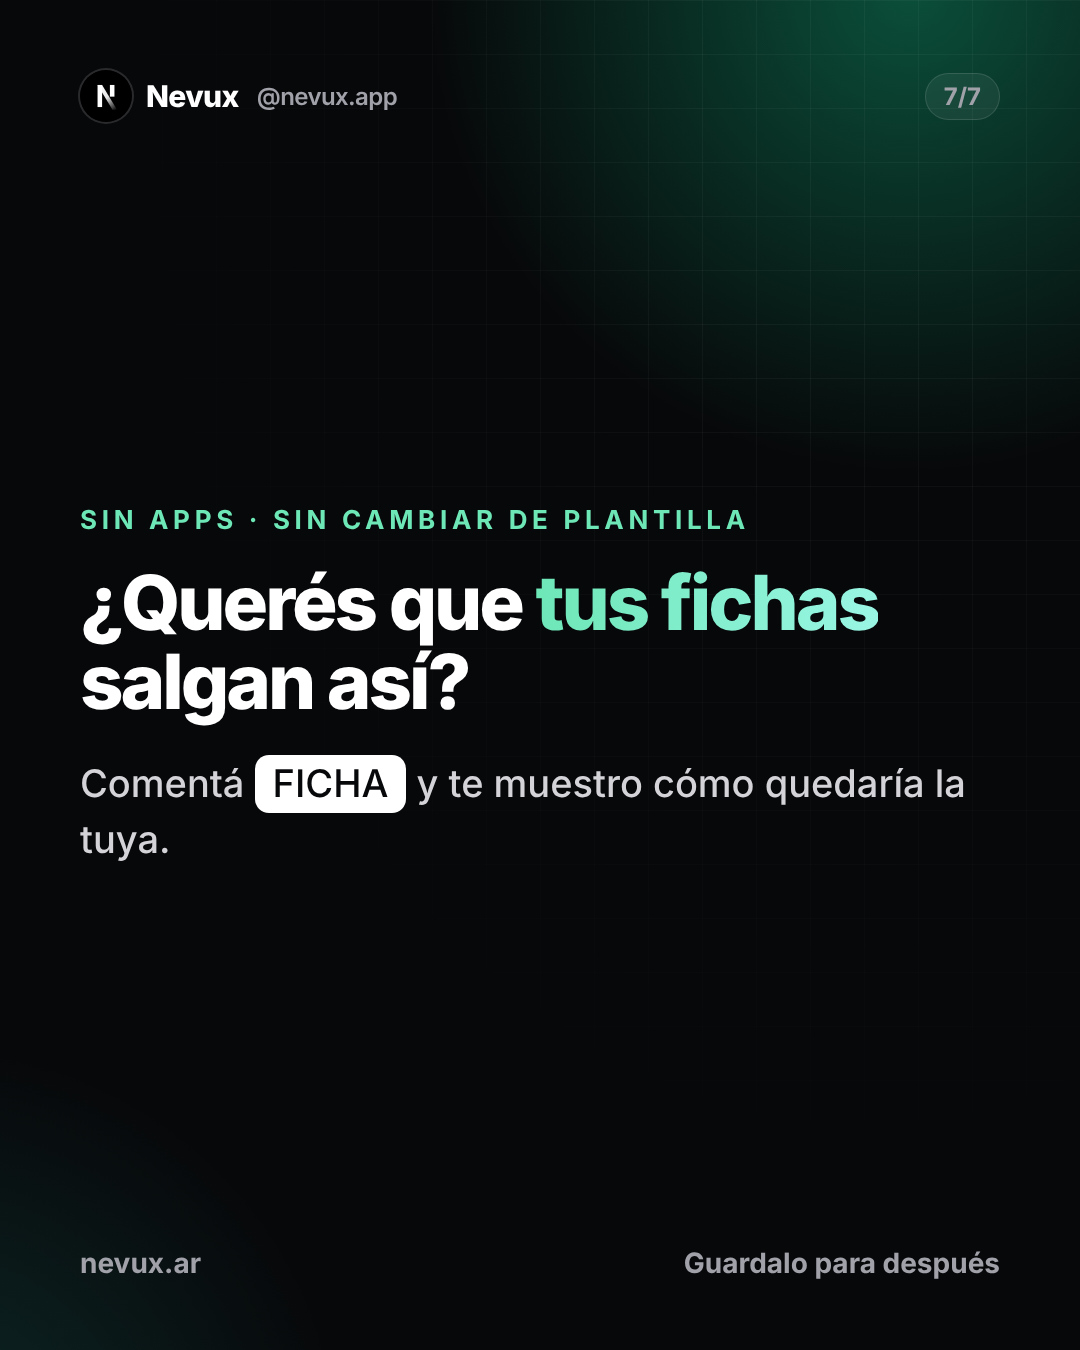 N Nevux @nevux.app 7/7
SIN APPS · SIN CAMBIAR DE PLANTILLA
¿Querés que tus fichas
salgan así?
Comentá FICHA y te muestro cómo quedaría la
tuya.
nevux.ar Guardalo para después